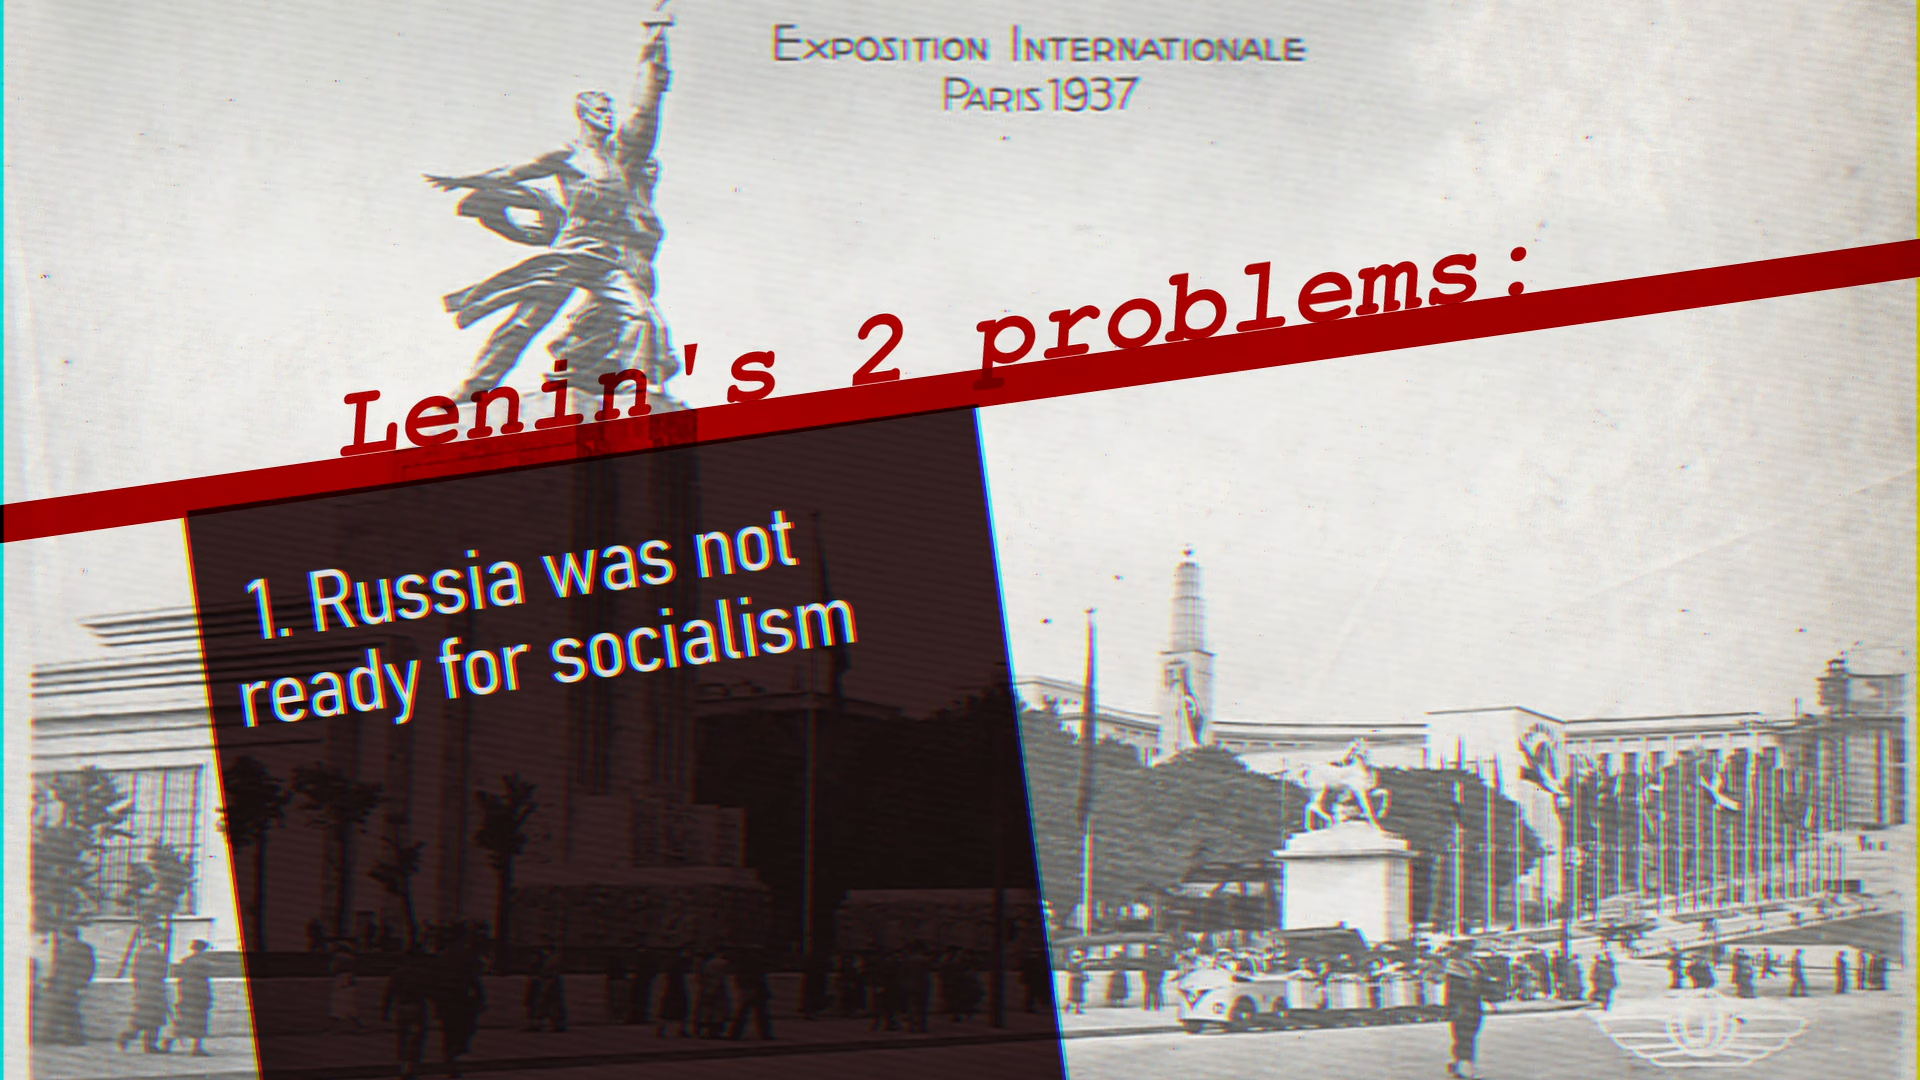 EXPOSITION INTERNATIONALE
PARIS 1937
Lenin's 2 problems:
1. Russia was not
ready for socialism